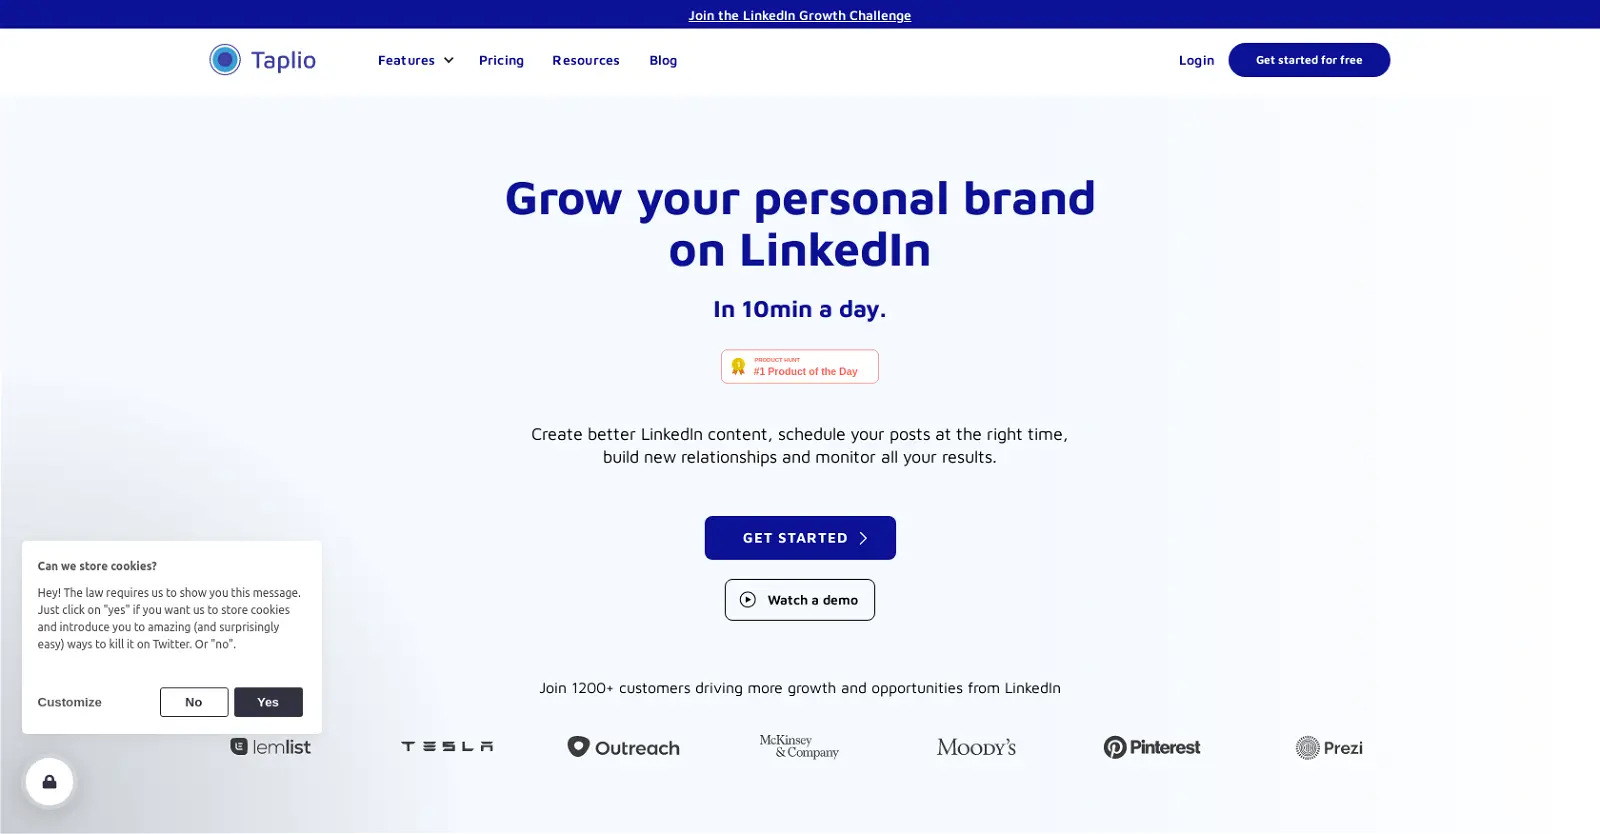 Join the LinkedIn Growth Challenge
Taplio
Features
Pricing
Resources
Blog
Login
Get started for free
Grow your personal brand
on LinkedIn
In 10min a day.
PRODUCT HUNT
#1 Product of the Day
Create better LinkedIn content, schedule your posts at the right time,
build new relationships and monitor all your results.
GET STARTED
Watch a demo
Can we store cookies?
Hey! The law requires us to show you this message.
Just click on "yes" if you want us to store cookies
and introduce you to amazing (and surprisingly
easy) ways to kill it on Twitter. Or "no".
Customize
No
Yes
Join 1200+ customers driving more growth and opportunities from LinkedIn
lemlist
TESLA
Outreach
McKinsey
& Company
MOODY'S
Pinterest
Prezi